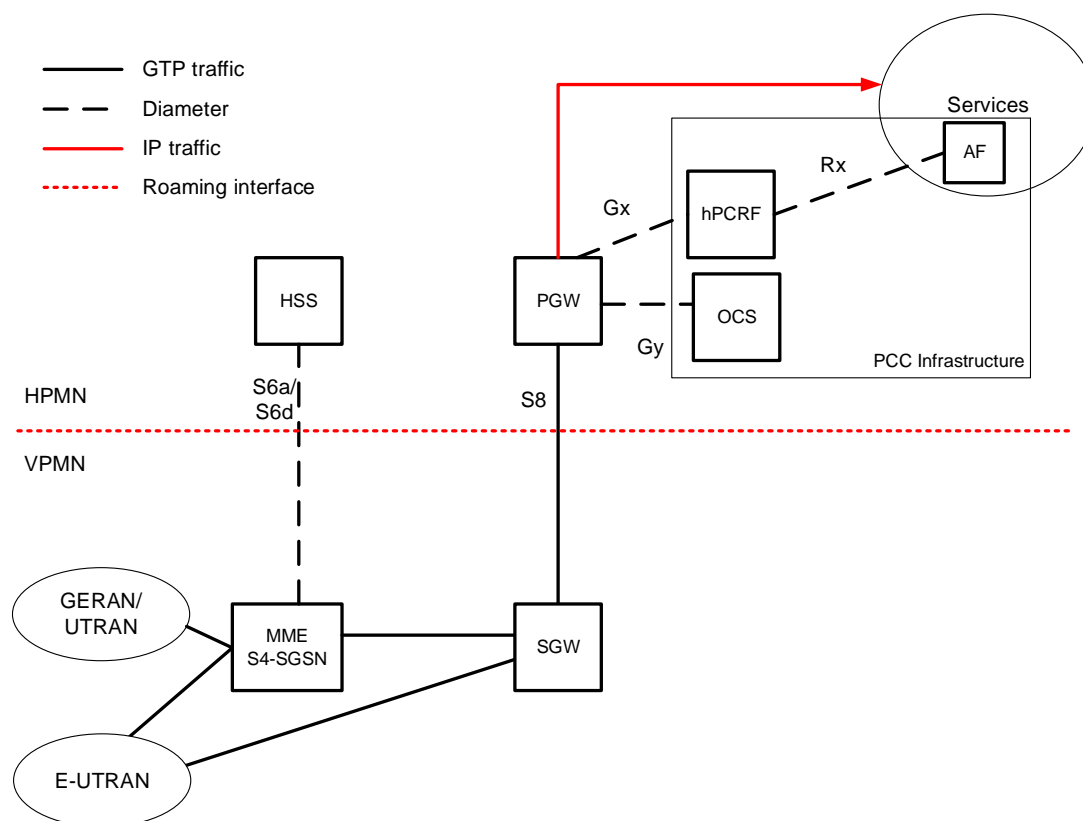 GTP traffic
Diameter
IP traffic
Roaming interface
Services
AF
Rx
hPCRF
Gx
HSS
PGW
OCS
Gy
PCC Infrastructure
HPMN
S6a/
S6d
S8
VPMN
GERAN/
UTRAN
MME
S4-SGSN
SGW
E-UTRAN